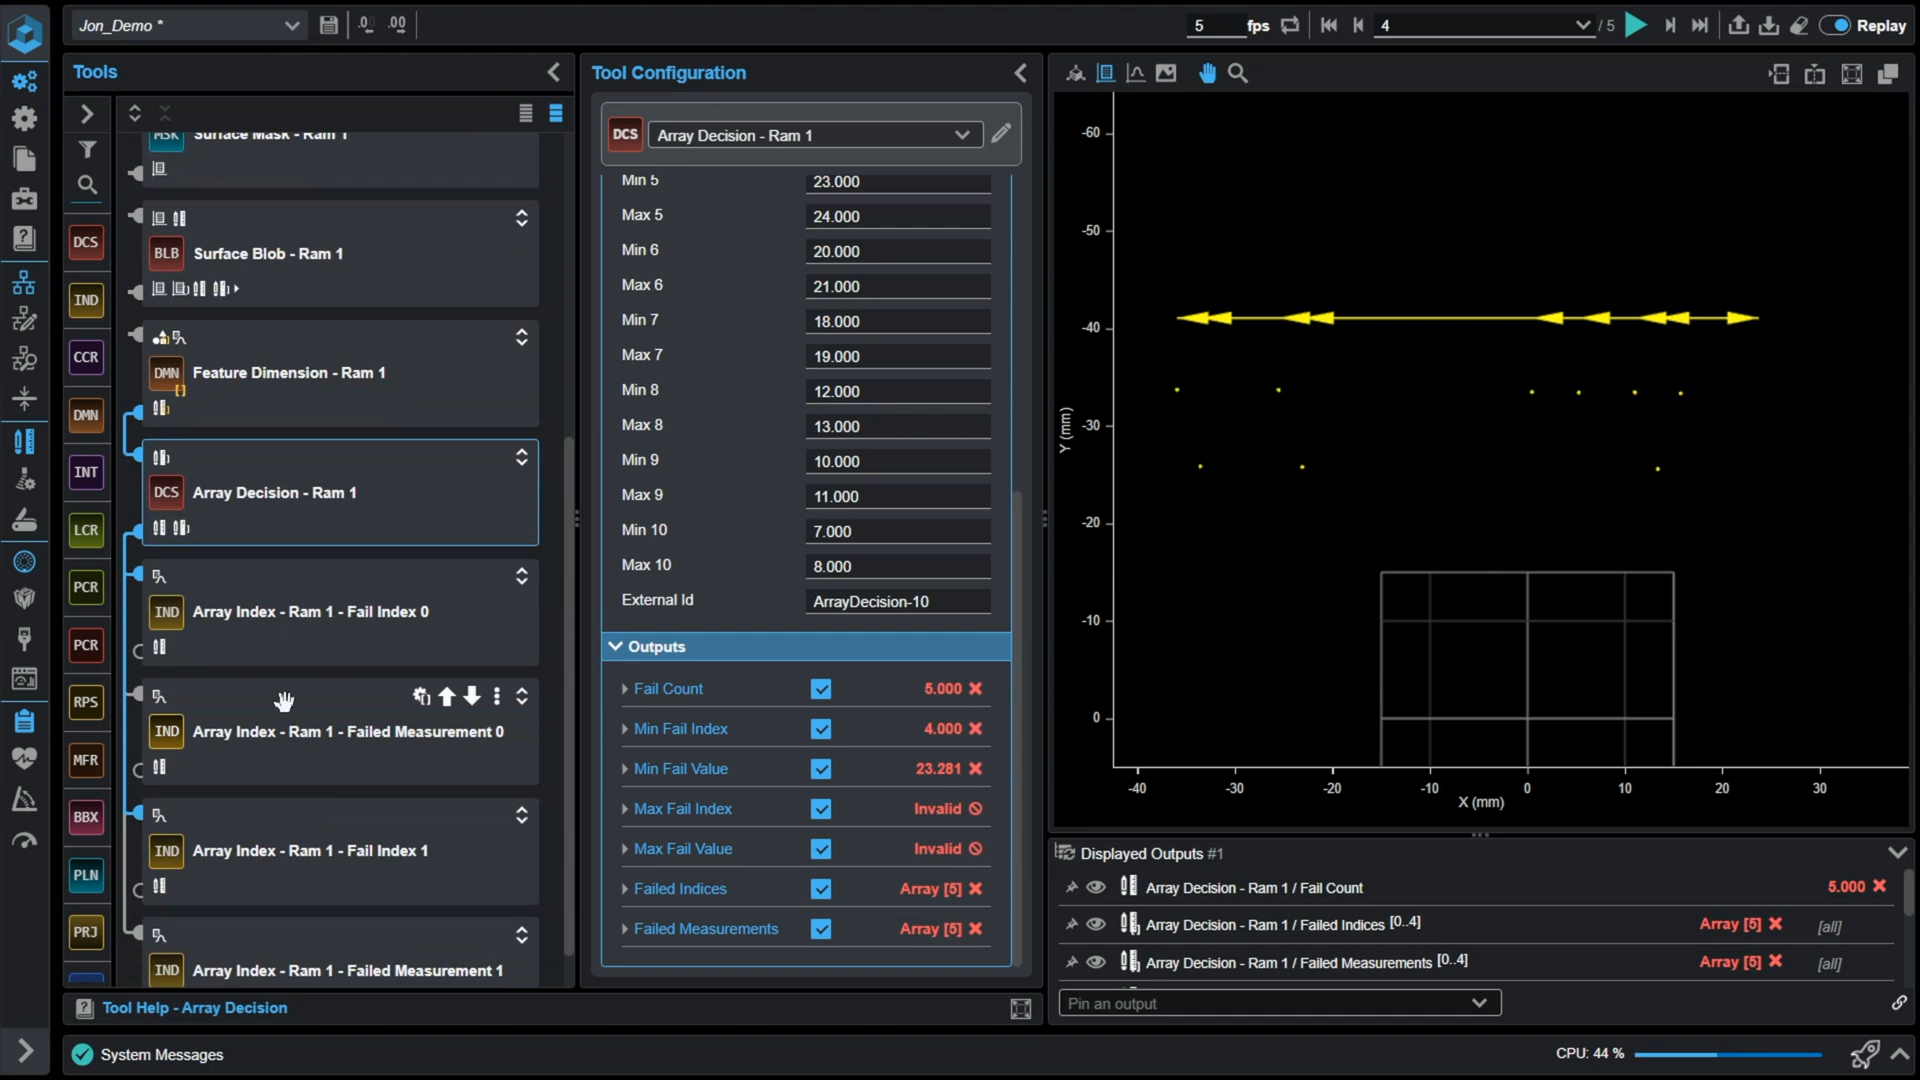 Jon_Demo *
.0
.00
5 fps
4 / 5
Replay
Tools
DCS
IND
CCR
DMN
INT
LCR
PCR
PCR
RPS
MFR
BBX
PLN
PRJ
MSK Surface Mask - Ram 1
BLB Surface Blob - Ram 1
DMN Feature Dimension - Ram 1
DCS Array Decision - Ram 1
IND Array Index - Ram 1 - Fail Index 0
IND Array Index - Ram 1 - Failed Measurement 0
IND Array Index - Ram 1 - Fail Index 1
IND Array Index - Ram 1 - Failed Measurement 1
Tool Help - Array Decision
Tool Configuration
DCS Array Decision - Ram 1
Min 5 23.000
Max 5 24.000
Min 6 20.000
Max 6 21.000
Min 7 18.000
Max 7 19.000
Min 8 12.000
Max 8 13.000
Min 9 10.000
Max 9 11.000
Min 10 7.000
Max 10 8.000
External Id ArrayDecision-10
Outputs
Fail Count 5.000
Min Fail Index 4.000
Min Fail Value 23.281
Max Fail Index Invalid
Max Fail Value Invalid
Failed Indices Array [5]
Failed Measurements Array [5]
-60
-50
-40
-30
-20
-10
0
Y (mm)
-40 -30 -20 -10 0 10 20 30
X (mm)
Displayed Outputs #1
Array Decision - Ram 1 / Fail Count 5.000
Array Decision - Ram 1 / Failed Indices [0..4] Array [5] [all]
Array Decision - Ram 1 / Failed Measurements [0..4] Array [5] [all]
Pin an output
System Messages
CPU: 44 %